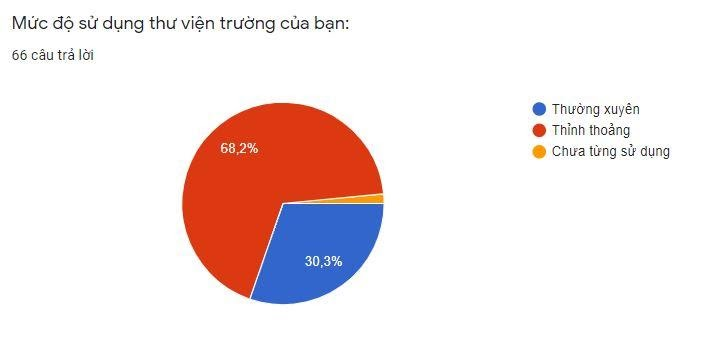 Mức độ sử dụng thư viện trường của bạn:
66 câu trả lời
Thường xuyên
Thỉnh thoảng
Chưa từng sử dụng
68,2%
30,3%